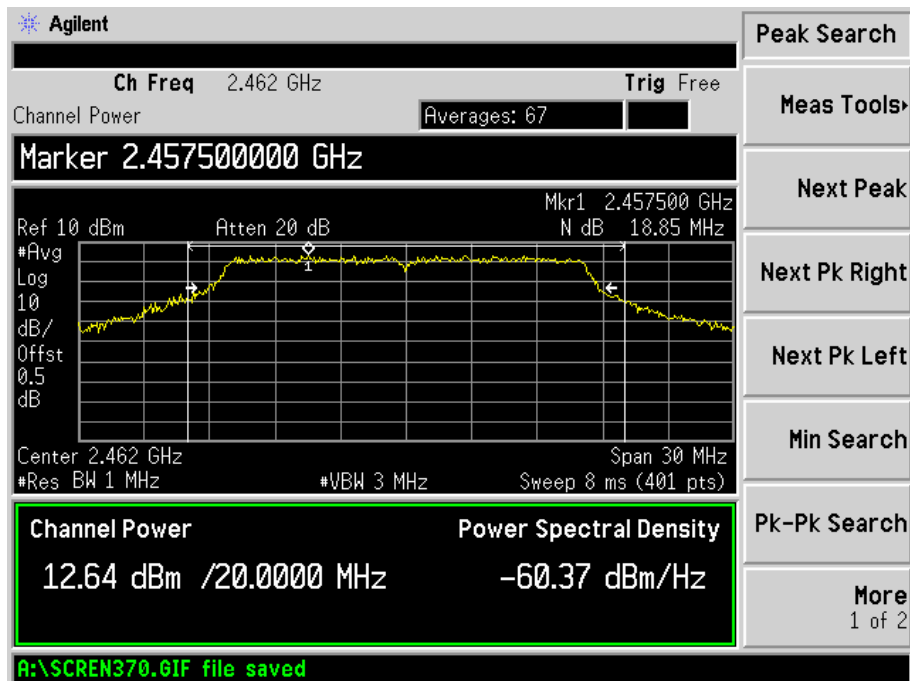 Agilent
Peak Search
Ch Freq 2.462 GHz Trig Free
Channel Power Averages: 67
Meas Tools
Marker 2.457500000 GHz
Next Peak
Mkr1 2.457500 GHz
Ref 10 dBm Atten 20 dB N dB 18.85 MHz
#Avg
Log
10
dB/
Offst
0.5
dB
1
Next Pk Right
Next Pk Left
Min Search
Center 2.462 GHz Span 30 MHz
#Res BW 1 MHz #VBW 3 MHz Sweep 8 ms (401 pts)
Pk-Pk Search
Channel Power Power Spectral Density
12.64 dBm /20.0000 MHz -60.37 dBm/Hz
More
1 of 2
A:\SCREN370.GIF file saved